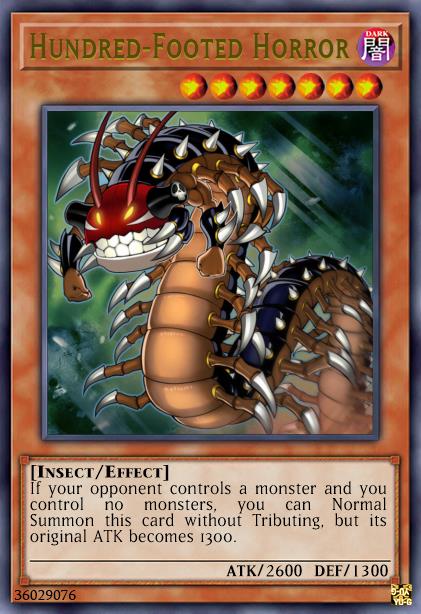 Hundred-Footed Horror
DARK
闇
[Insect/Effect]
If your opponent controls a monster and you
control no monsters, you can Normal
Summon this card without Tributing, but its
original ATK becomes 1300.
ATK/2600 DEF/1300
36029076